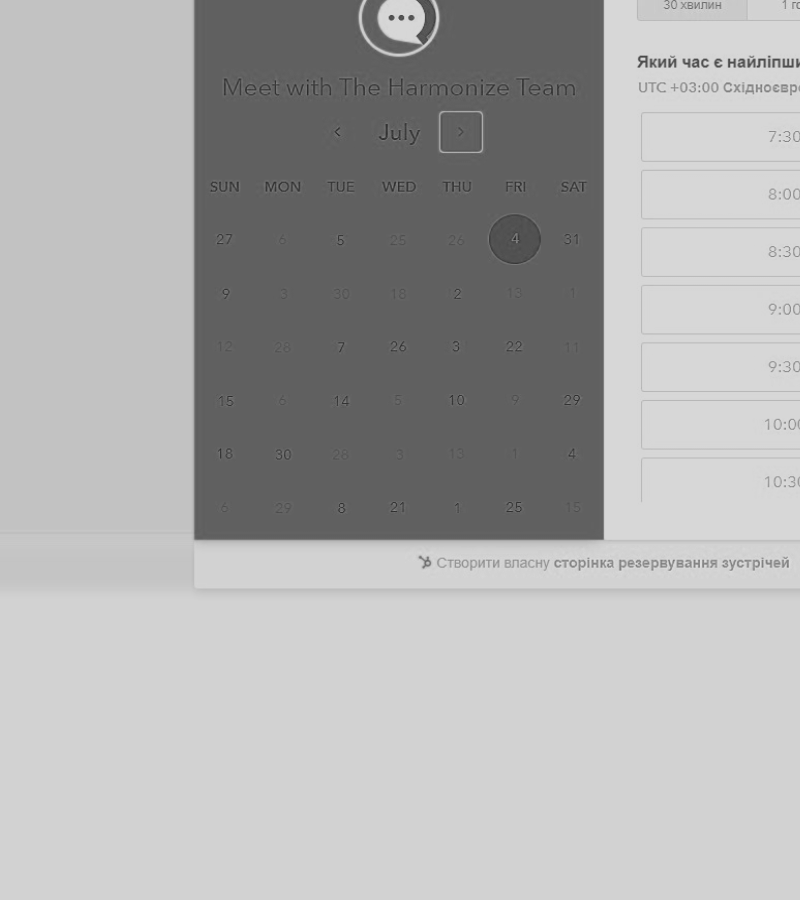 30 хвилин
Meet with The Harmonize Team
Який час є
UTC +03:00
July
SUN MON TUE WED THU FRI SAT
27 6 5 25 26 4 31
9 3 30 18 2 13 1
12 28 7 26 3 22 11
15 6 14 5 10 9 29
18 30 28 3 13 1 4
6 29 8 21 1 25 15
7:30
8:00
8:30
9:00
9:30
10:00
10:30
Створити власну сторінка резервування зустрічей